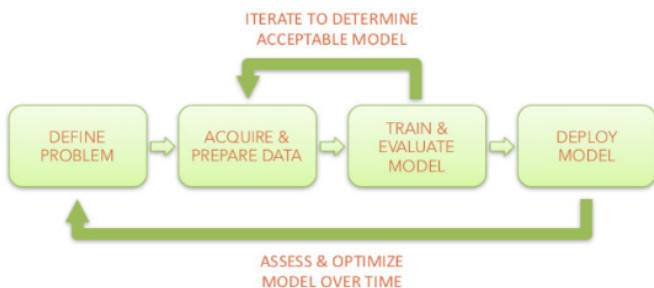 ITERATE TO DETERMINE
ACCEPTABLE MODEL
DEFINE
PROBLEM
ACQUIRE &
PREPARE DATA
TRAIN &
EVALUATE
MODEL
DEPLOY
MODEL
ASSESS & OPTIMIZE
MODEL OVER TIME